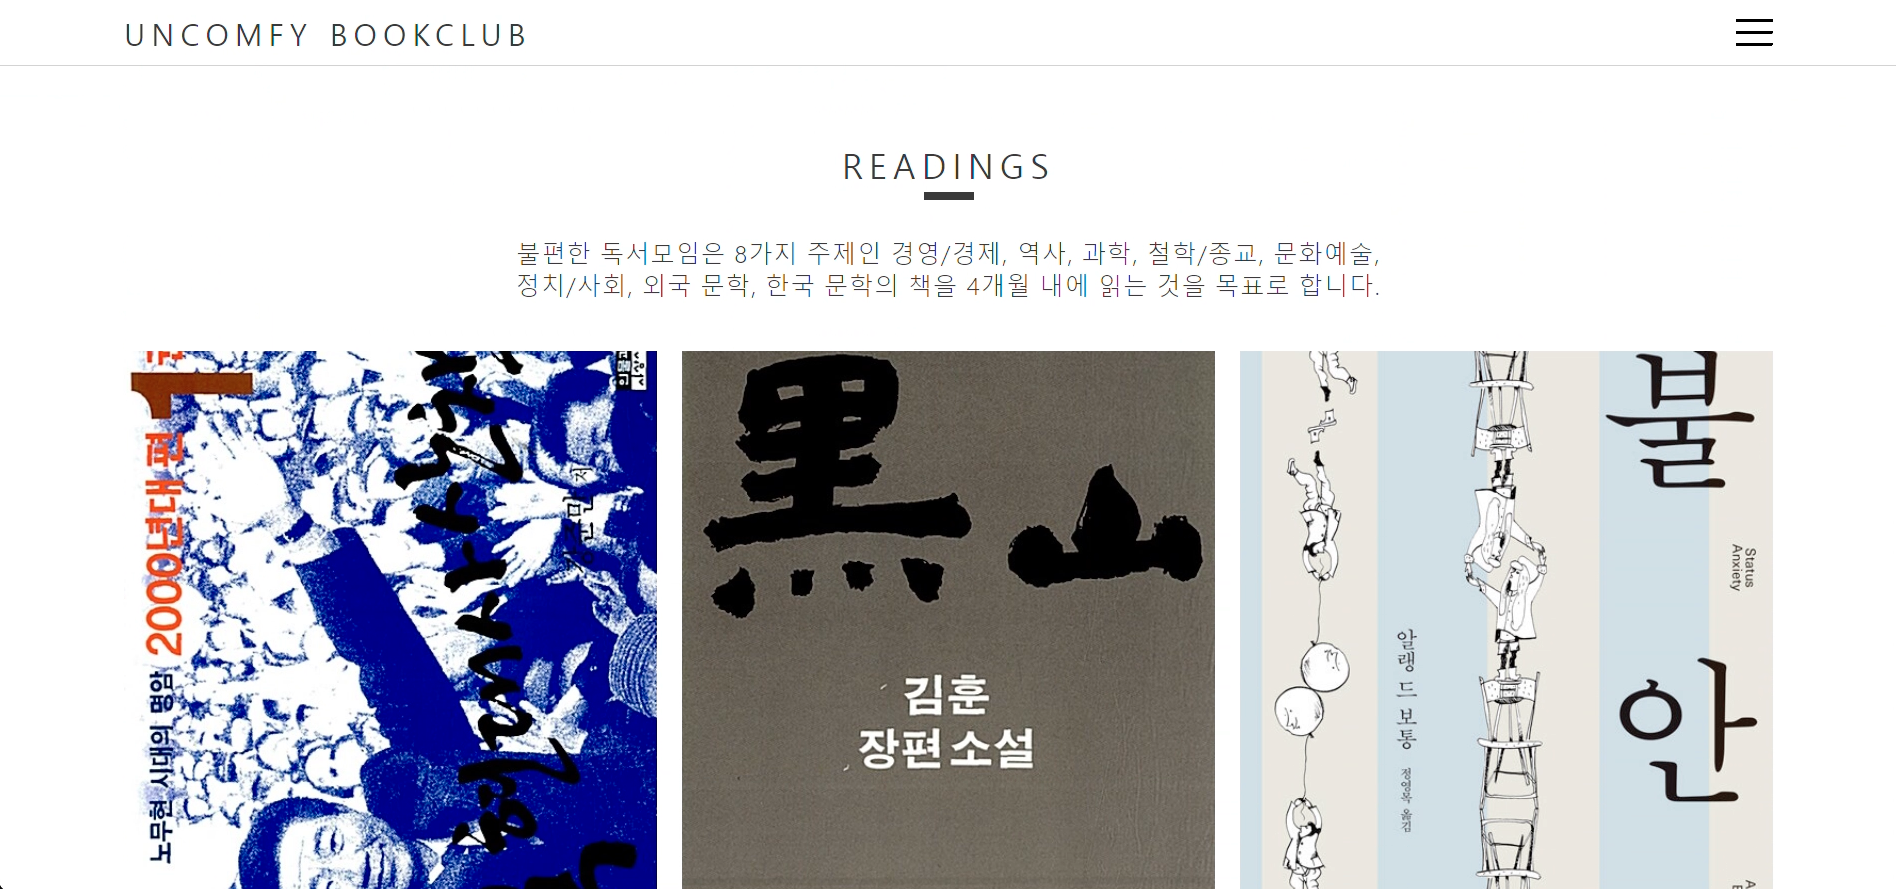 UNCOMFY BOOKCLUB
READINGS
불편한 독서모임은 8가지 주제인 경영/경제, 역사, 과학, 철학/종교, 문화예술,
정치/사회, 외국 문학, 한국 문학의 책을 4개월 내에 읽는 것을 목표로 합니다.
노무현 시대의 명암 2000년대 편 1
강준만 저
黑山
김훈
장편소설
불안
Status
Anxiety
알랭 드 보통
정영목 옮김